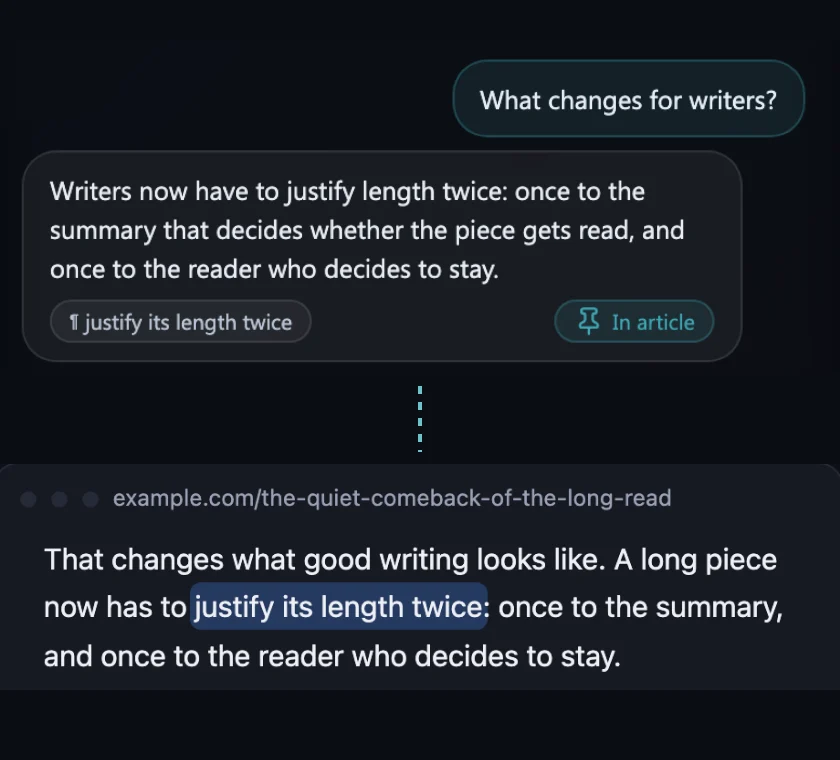 What changes for writers?
Writers now have to justify length twice: once to the
summary that decides whether the piece gets read, and
once to the reader who decides to stay.
¶ justify its length twice
In article
example.com/the-quiet-comeback-of-the-long-read
That changes what good writing looks like. A long piece
now has to justify its length twice: once to the summary,
and once to the reader who decides to stay.